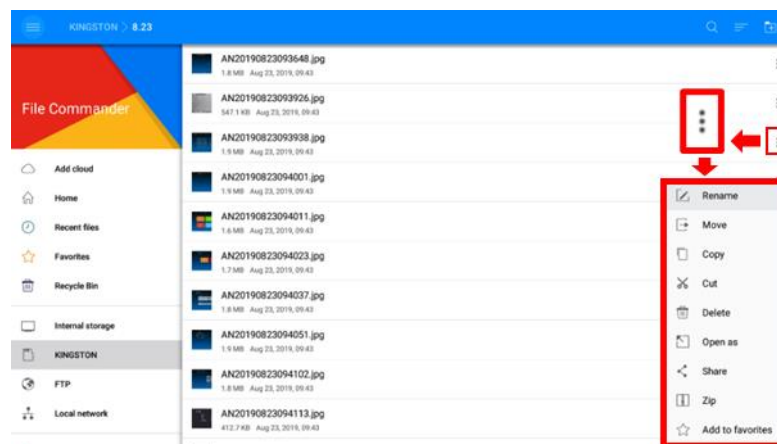 KINGSTON > 8.23
File Commander
Add cloud
Home
Recent files
Favorites
Recycle Bin
Internal storage
KINGSTON
FTP
Local network
AN20190823093648.jpg
1.8 MB Aug 23, 2019, 09:43
AN20190823093926.jpg
547.1 KB Aug 23, 2019, 09:43
AN20190823093938.jpg
1.9 MB Aug 23, 2019, 09:43
AN20190823094001.jpg
1.9 MB Aug 23, 2019, 09:43
AN20190823094011.jpg
1.6 MB Aug 23, 2019, 09:43
AN20190823094023.jpg
1.7 MB Aug 23, 2019, 09:43
AN20190823094037.jpg
1.8 MB Aug 23, 2019, 09:43
AN20190823094051.jpg
1.9 MB Aug 23, 2019, 09:43
AN20190823094102.jpg
1.8 MB Aug 23, 2019, 09:43
AN20190823094113.jpg
412.7 KB Aug 23, 2019, 09:43
Rename
Move
Copy
Cut
Delete
Open as
Share
Zip
Add to favorites